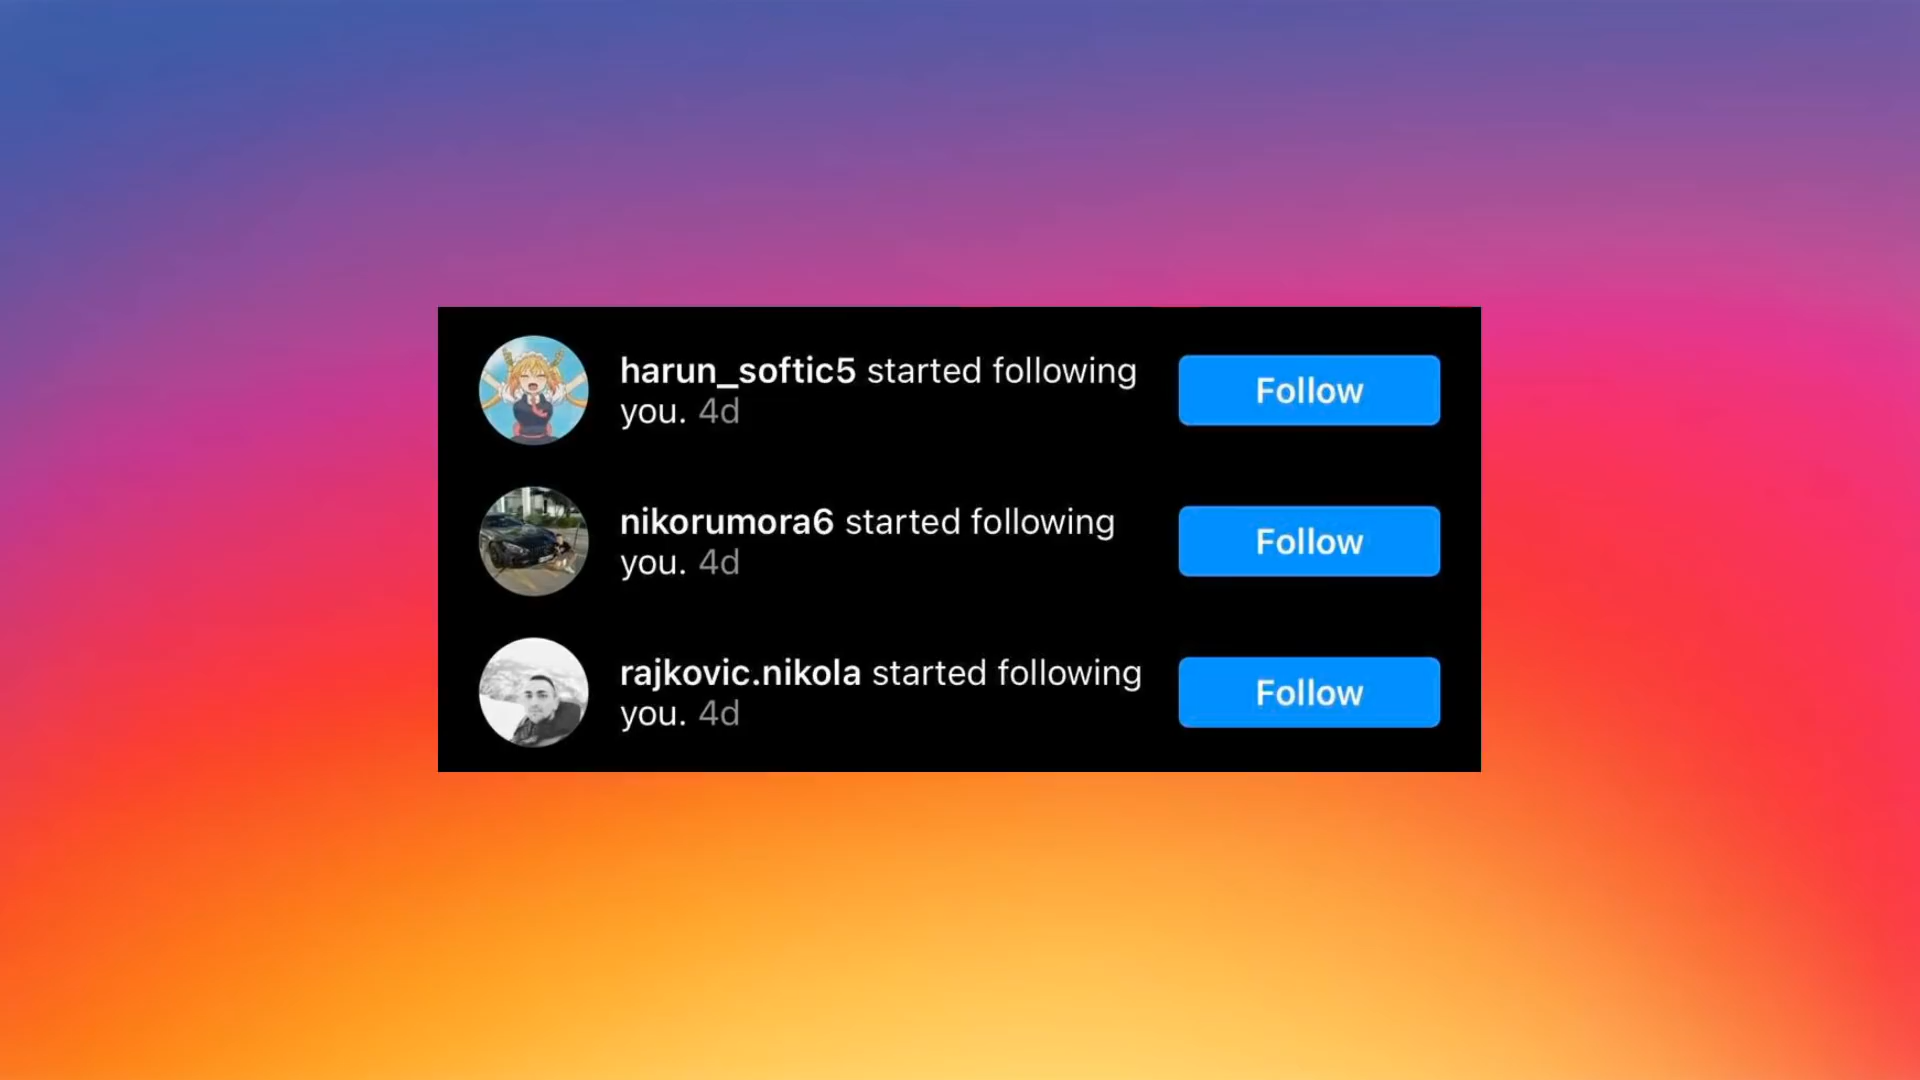 harun_softic5 started following
you. 4d
Follow
nikorumora6 started following
you. 4d
Follow
rajkovic.nikola started following
you. 4d
Follow